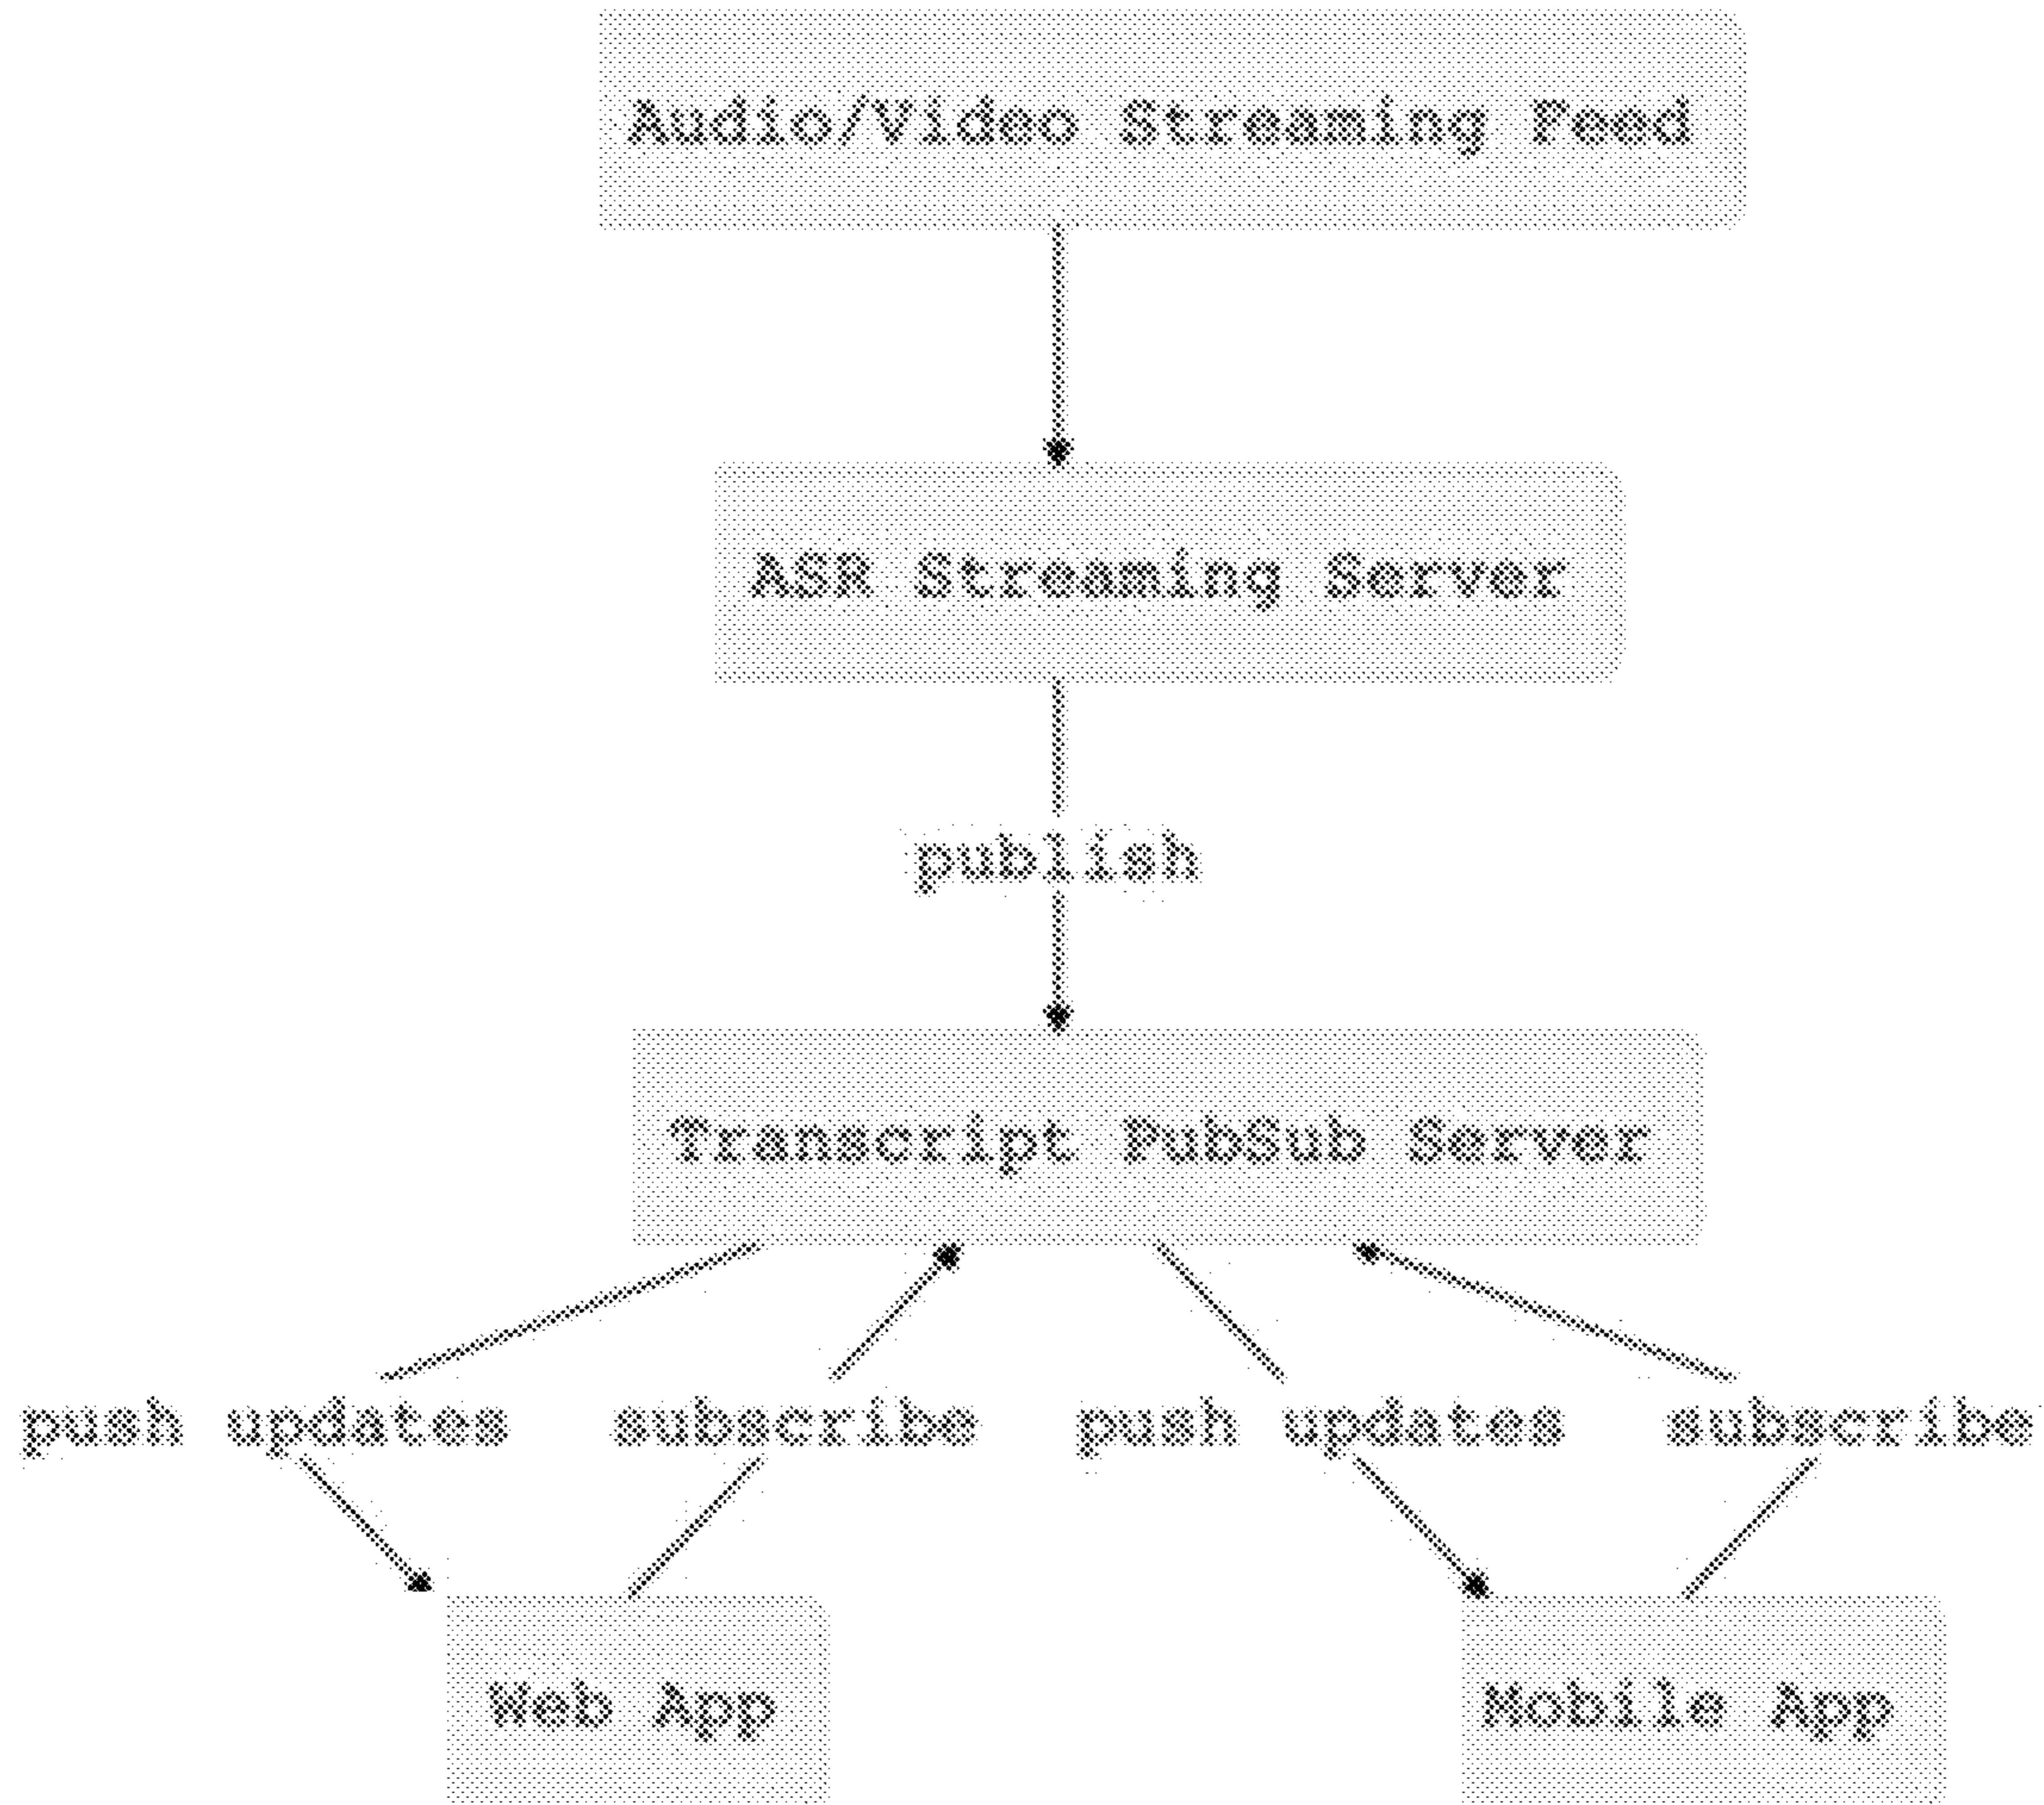 Audio/Video Streaming Feed
ASR Streaming Server
publish
Transcript PubSub Server
push updates subscribe push updates subscribe
Web App Mobile App